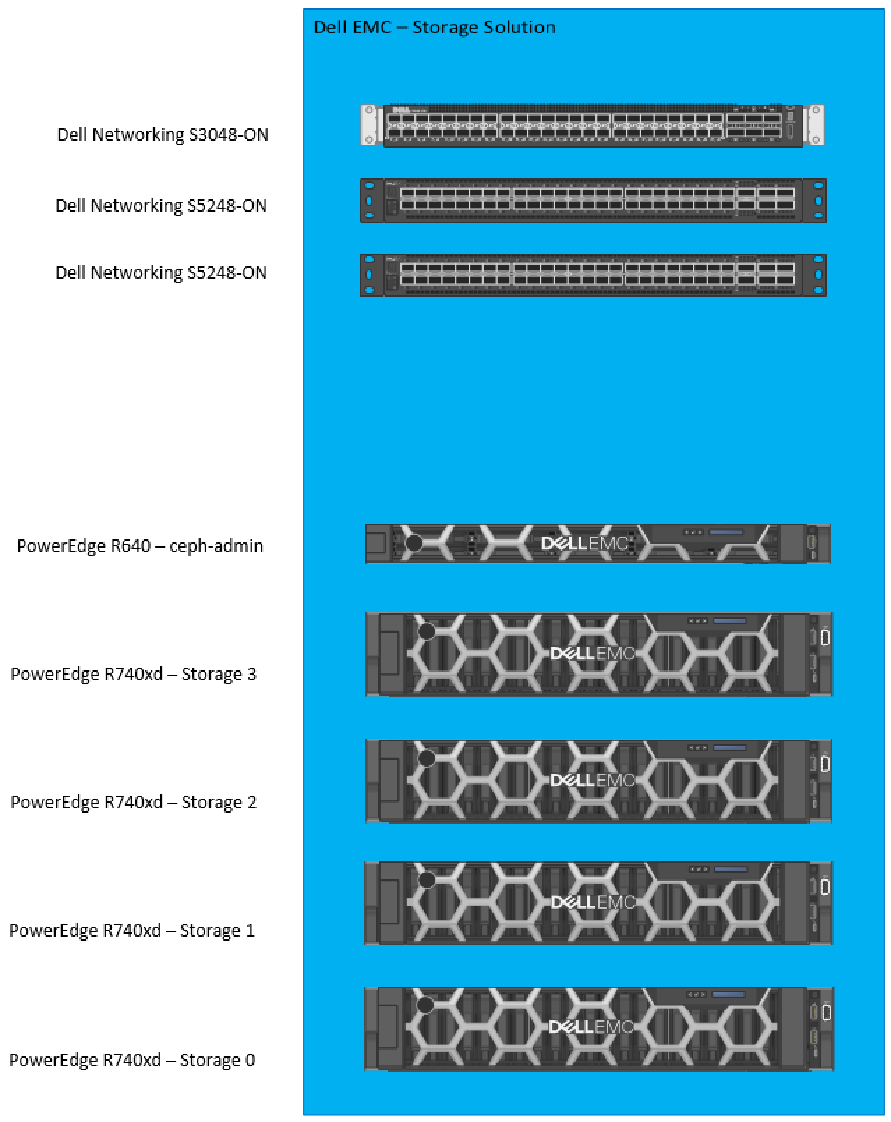 Dell EMC – Storage Solution
Dell Networking S3048-ON
DELL
Dell Networking S5248-ON
Dell Networking S5248-ON
PowerEdge R640 – ceph-admin
DELLEMC
PowerEdge R740xd – Storage 3
DELLEMC
PowerEdge R740xd – Storage 2
DELLEMC
PowerEdge R740xd – Storage 1
DELLEMC
PowerEdge R740xd – Storage 0
DELLEMC